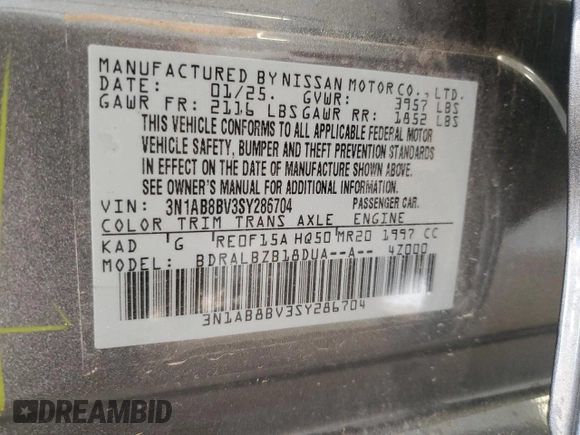 MANUFACTURED BY NISSAN MOTOR CO., LTD.
DATE: 01/25. GVWR: 3957 LBS
GAWR FR: 2116 LBS GAWR RR: 1852 LBS
THIS VEHICLE CONFORMS TO ALL APPLICABLE FEDERAL MOTOR
VEHICLE SAFETY, BUMPER AND THEFT PREVENTION STANDARDS
IN EFFECT ON THE DATE OF MANUFACTURE SHOWN ABOVE.
SEE OWNER'S MANUAL FOR ADDITIONAL INFORMATION
VIN: 3N1AB8BV3SY286704 PASSENGER CAR.
COLOR TRIM TRANS AXLE ENGINE
KAD G RE0F15A HQ50 MR20 1997 CC
MODEL: BDRALBZB18DUA--A-- 4Z000
3N1AB8BV3SY286704
DREAMBID